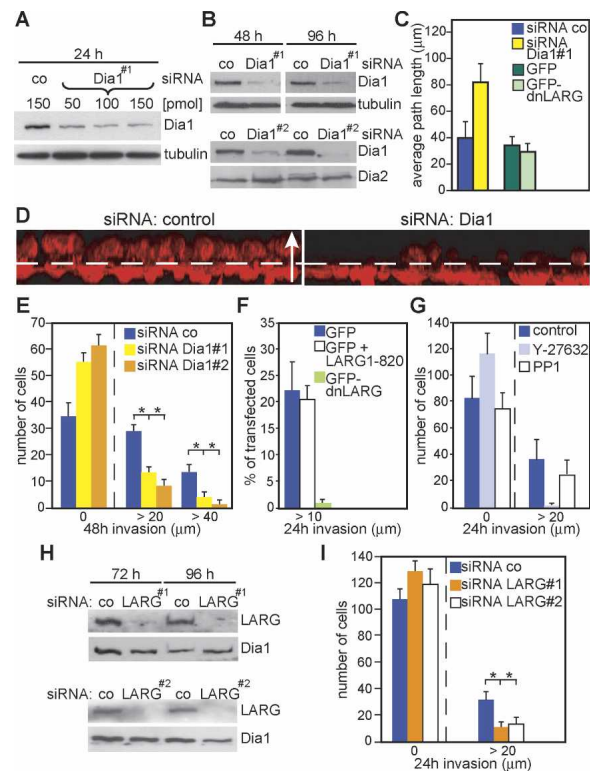 A
24 h
co Dia1#1 siRNA
150 50 100 150 [pmol]
Dia1
tubulin
B
48 h 96 h
co Dia1#1 co Dia1#1 siRNA
Dia1
tubulin
co Dia1#2 co Dia1#2 siRNA
Dia1
Dia2
C
average path length (µm)
100
80
60
40
20
0
siRNA co
siRNA
Dia1#1
GFP
GFP-
dnLARG
D
siRNA: control siRNA: Dia1
E
number of cells
70
60
50
40
30
20
10
0
siRNA co
siRNA Dia1#1
siRNA Dia1#2
* *
* *
0 > 20 > 40
48h invasion (µm)
F
% of transfected cells
35
30
25
20
15
10
5
0
GFP
GFP +
LARG1-820
GFP-
dnLARG
> 10
24h invasion (µm)
G
number of cells
140
120
100
80
60
40
20
0
control
Y-27632
PP1
0 > 20
24h invasion (µm)
H
72 h 96 h
siRNA: co LARG#1 co LARG#1
LARG
Dia1
siRNA: co LARG#2 co LARG#2
LARG
Dia1
I
number of cells
140
120
100
80
60
40
20
0
siRNA co
siRNA LARG#1
siRNA LARG#2
* *
0 > 20
24h invasion (µm)